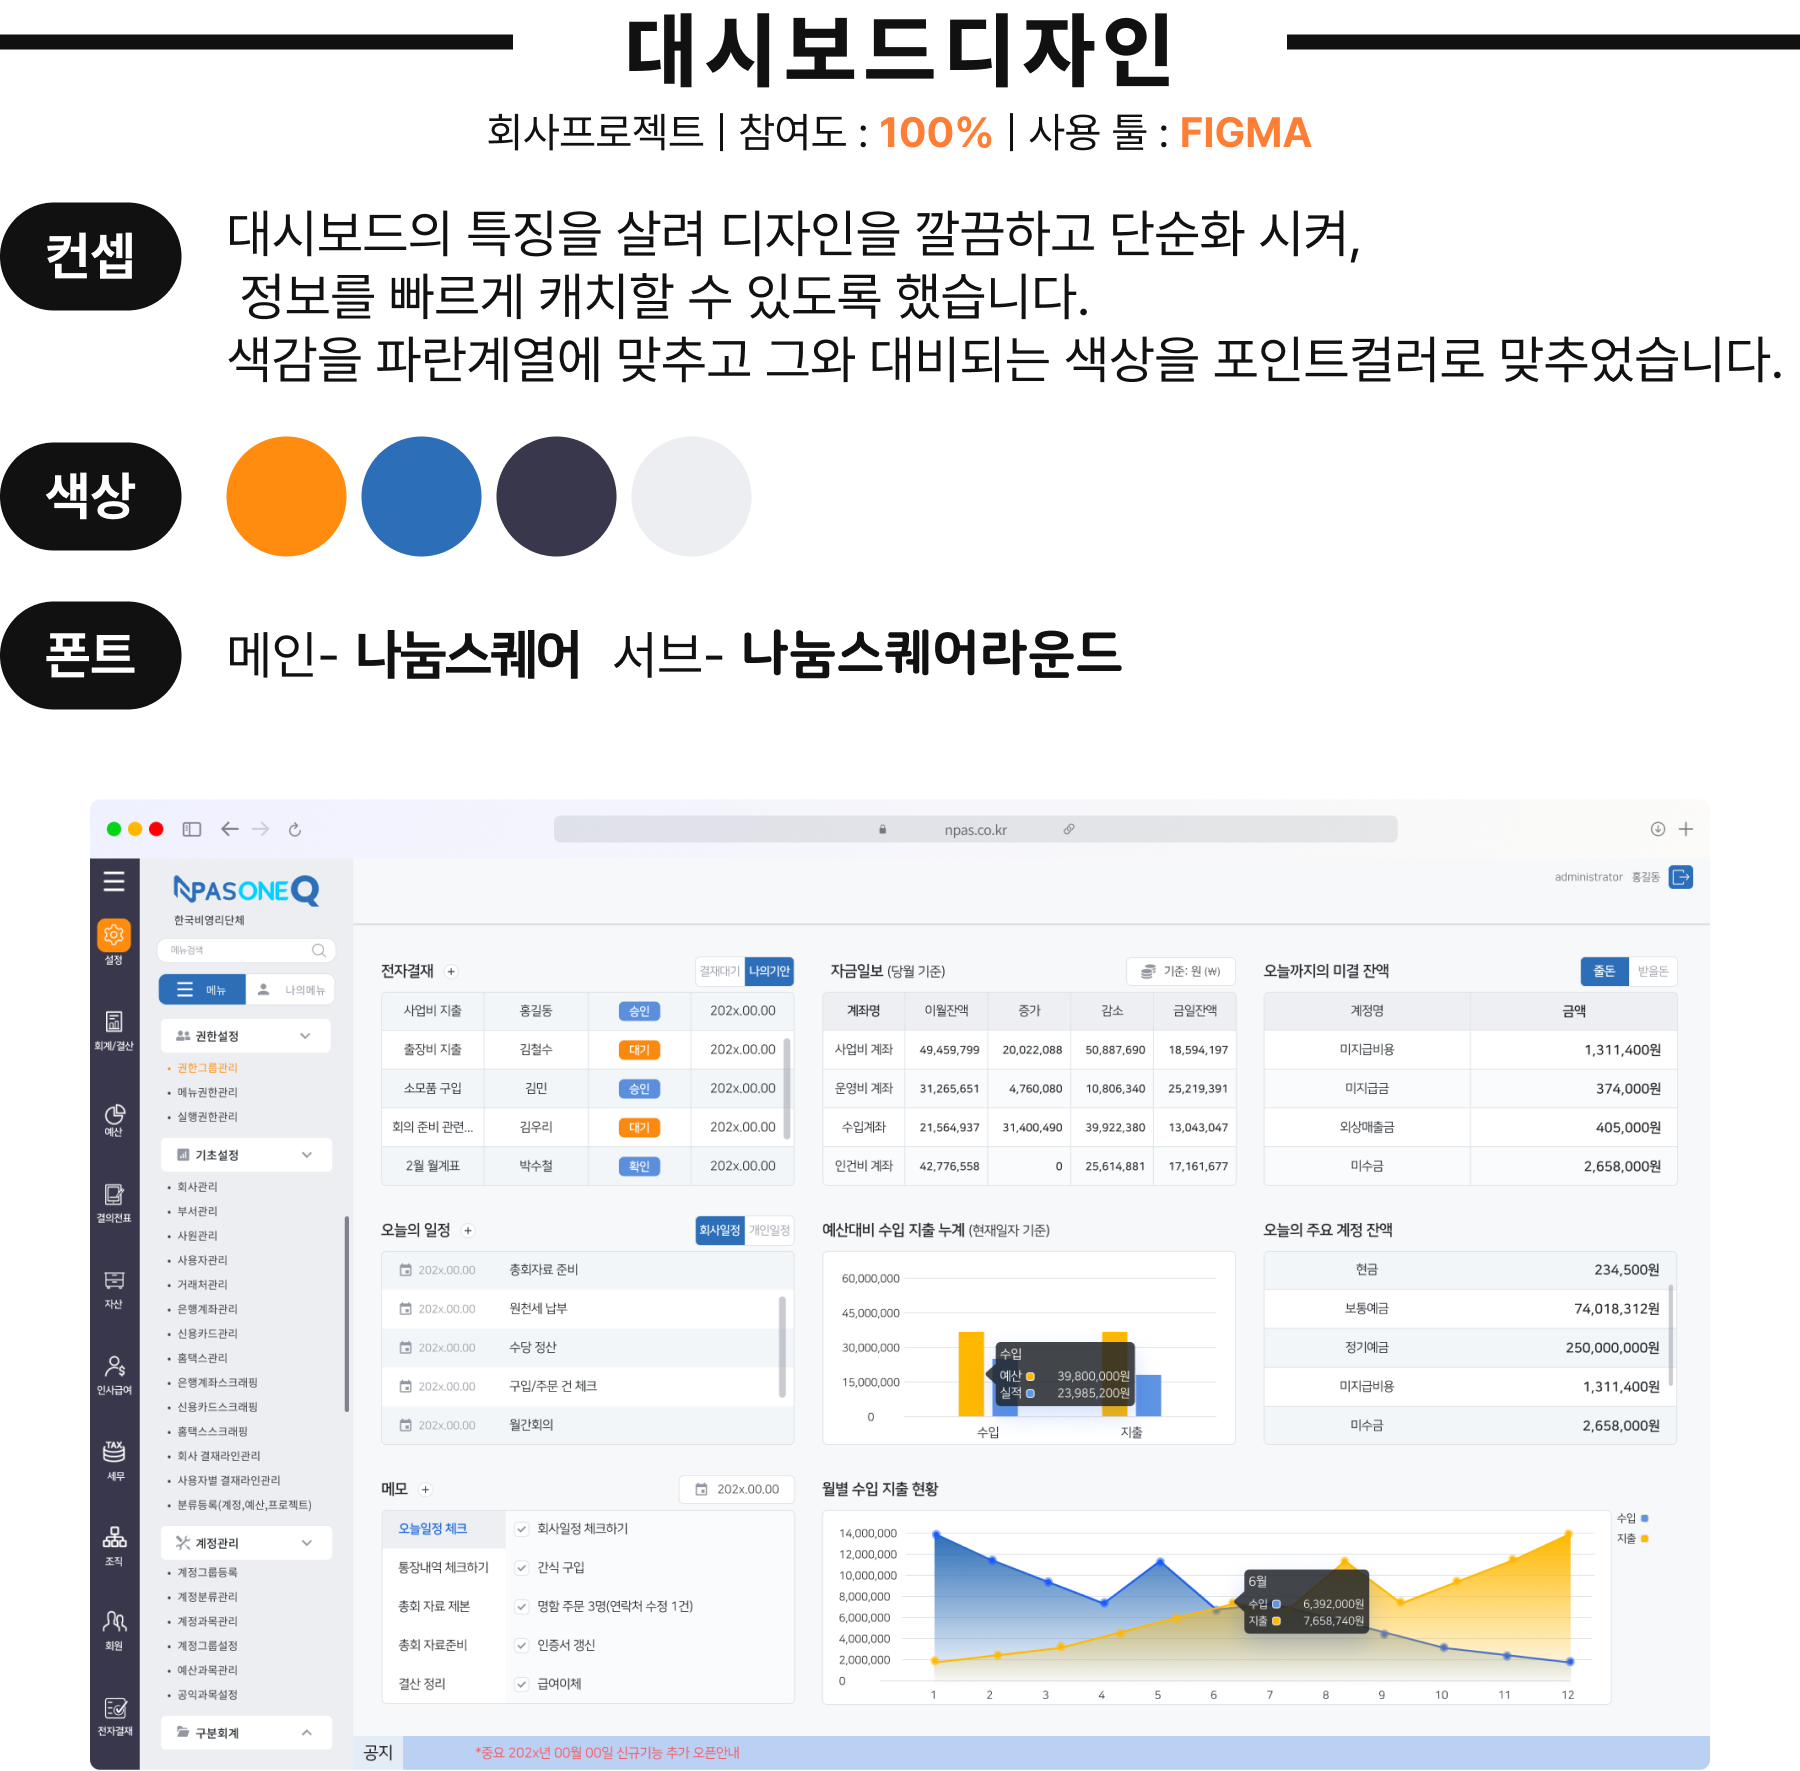 대시보드디자인
회사프로젝트 | 참여도 : 100% | 사용 툴 : FIGMA
컨셉
대시보드의 특징을 살려 디자인을 깔끔하고 단순화 시켜,
정보를 빠르게 캐치할 수 있도록 했습니다.
색감을 파란계열에 맞추고 그와 대비되는 색상을 포인트컬러로 맞추었습니다.
색상
폰트
메인- 나눔스퀘어 서브- 나눔스퀘어라운드
npas.co.kr
administrator 홍길동
설정
회계/결산
예산
결의전표
자산
인사급여
TAX
세무
조직
회원
전자결재
NPAS ONE Q
한국비영리단체
메뉴검색
메뉴 나의메뉴
권한설정
• 권한그룹관리
• 메뉴권한관리
• 실행권한관리
기초설정
• 회사관리
• 부서관리
• 사원관리
• 사용자관리
• 거래처관리
• 은행계좌관리
• 신용카드관리
• 홈택스관리
• 은행계좌스크래핑
• 신용카드스크래핑
• 홈택스스크래핑
• 회사 결재라인관리
• 사용자별 결재라인관리
• 분류등록(계정,예산,프로젝트)
계정관리
• 계정그룹등록
• 계정분류관리
• 계정과목관리
• 계정그룹설정
• 예산과목관리
• 공익과목설정
구분회계
전자결재 + 결재대기 나의기안
사업비 지출 홍길동 승인 202x.00.00
출장비 지출 김철수 대기 202x.00.00
소모품 구입 김민 승인 202x.00.00
회의 준비 관련... 김우리 대기 202x.00.00
2월 월계표 박수철 확인 202x.00.00
자금일보 (당월 기준) 기준: 원 (₩)
계좌명 이월잔액 증가 감소 금일잔액
사업비 계좌 49,459,799 20,022,088 50,887,690 18,594,197
운영비 계좌 31,265,651 4,760,080 10,806,340 25,219,391
수입계좌 21,564,937 31,400,490 39,922,380 13,043,047
인건비 계좌 42,776,558 0 25,614,881 17,161,677
오늘까지의 미결 잔액 줄돈 받을돈
계정명 금액
미지급비용 1,311,400원
미지급금 374,000원
외상매출금 405,000원
미수금 2,658,000원
오늘의 일정 + 회사일정 개인일정
202x.00.00 총회자료 준비
202x.00.00 원천세 납부
202x.00.00 수당 정산
202x.00.00 구입/주문 건 체크
202x.00.00 월간회의
예산대비 수입 지출 누계 (현재일자 기준)
60,000,000
45,000,000
30,000,000
15,000,000
0
수입
예산 39,800,000원
실적 23,985,200원
수입 지출
오늘의 주요 계정 잔액
현금 234,500원
보통예금 74,018,312원
정기예금 250,000,000원
미지급비용 1,311,400원
미수금 2,658,000원
메모 + 202x.00.00
오늘일정 체크 회사일정 체크하기
통장내역 체크하기 간식 구입
총회 자료 제본 명함 주문 3명(연락처 수정 1건)
총회 자료준비 인증서 갱신
결산 정리 급여이체
월별 수입 지출 현황
수입
지출
14,000,000
12,000,000
10,000,000
8,000,000
6,000,000
4,000,000
2,000,000
0
6월
수입 6,392,000원
지출 7,658,740원
1 2 3 4 5 6 7 8 9 10 11 12
공지 *중요 202x년 00월 00일 신규기능 추가 오픈안내